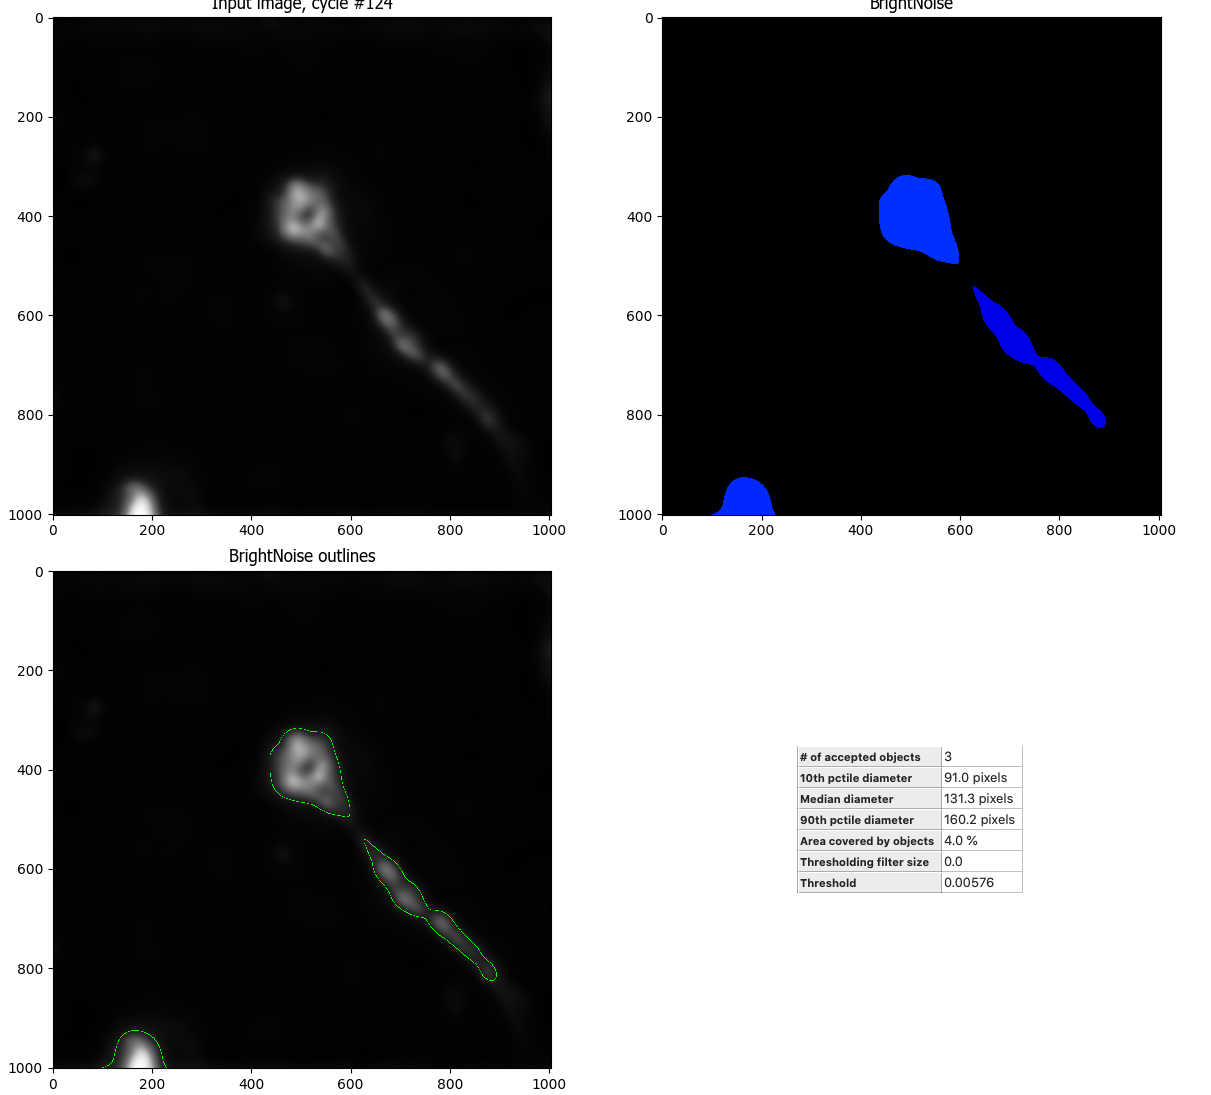 Input image, cycle #124
BrightNoise
0
200
400
600
800
1000
0 200 400 600 800 1000
0
200
400
600
800
1000
0 200 400 600 800 1000
BrightNoise outlines
0
200
400
600
800
1000
0 200 400 600 800 1000
# of accepted objects 3
10th pctile diameter 91.0 pixels
Median diameter 131.3 pixels
90th pctile diameter 160.2 pixels
Area covered by objects 4.0 %
Thresholding filter size 0.0
Threshold 0.00576